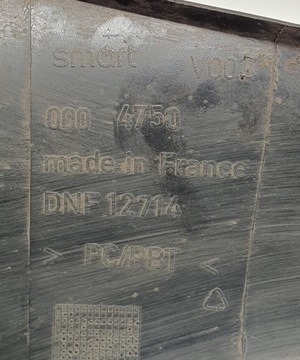 smart
000 4750
made in France
DNF 12714
> PC/PBT <